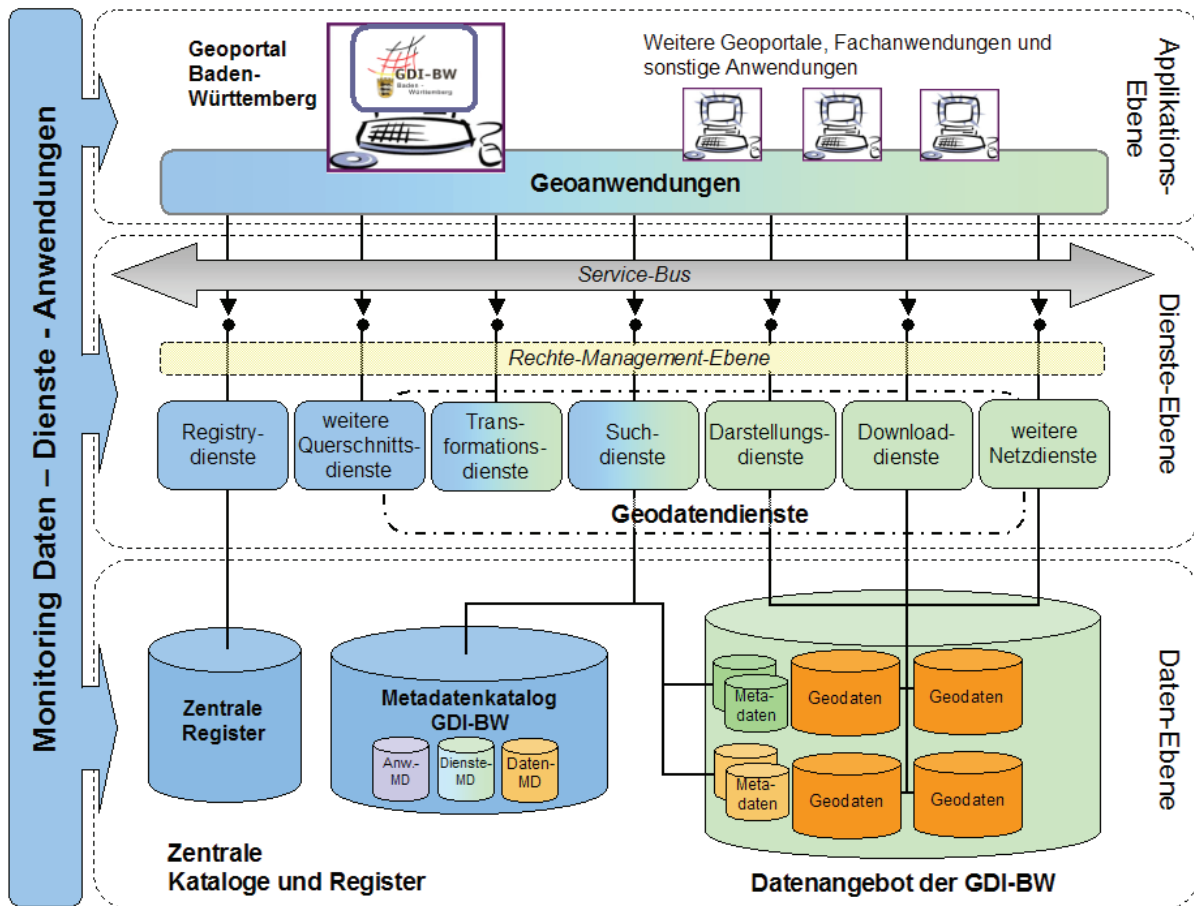 Monitoring Daten – Dienste - Anwendungen
Geoportal
Baden-
Württemberg
GDI-BW
Baden -
Württemberg
Weitere Geoportale, Fachanwendungen und
sonstige Anwendungen
Applikations-
Ebene
Geoanwendungen
Service-Bus
Rechte-Management-Ebene
Dienste-Ebene
Registry-
dienste
weitere
Querschnitts-
dienste
Trans-
formations-
dienste
Such-
dienste
Darstellungs-
dienste
Download-
dienste
weitere
Netzdienste
Geodatendienste
Zentrale
Register
Metadatenkatalog
GDI-BW
Anw.-
MD
Dienste-
MD
Daten-
MD
Meta-
daten
Geodaten
Geodaten
Meta-
daten
Geodaten
Geodaten
Daten-Ebene
Zentrale
Kataloge und Register
Datenangebot der GDI-BW